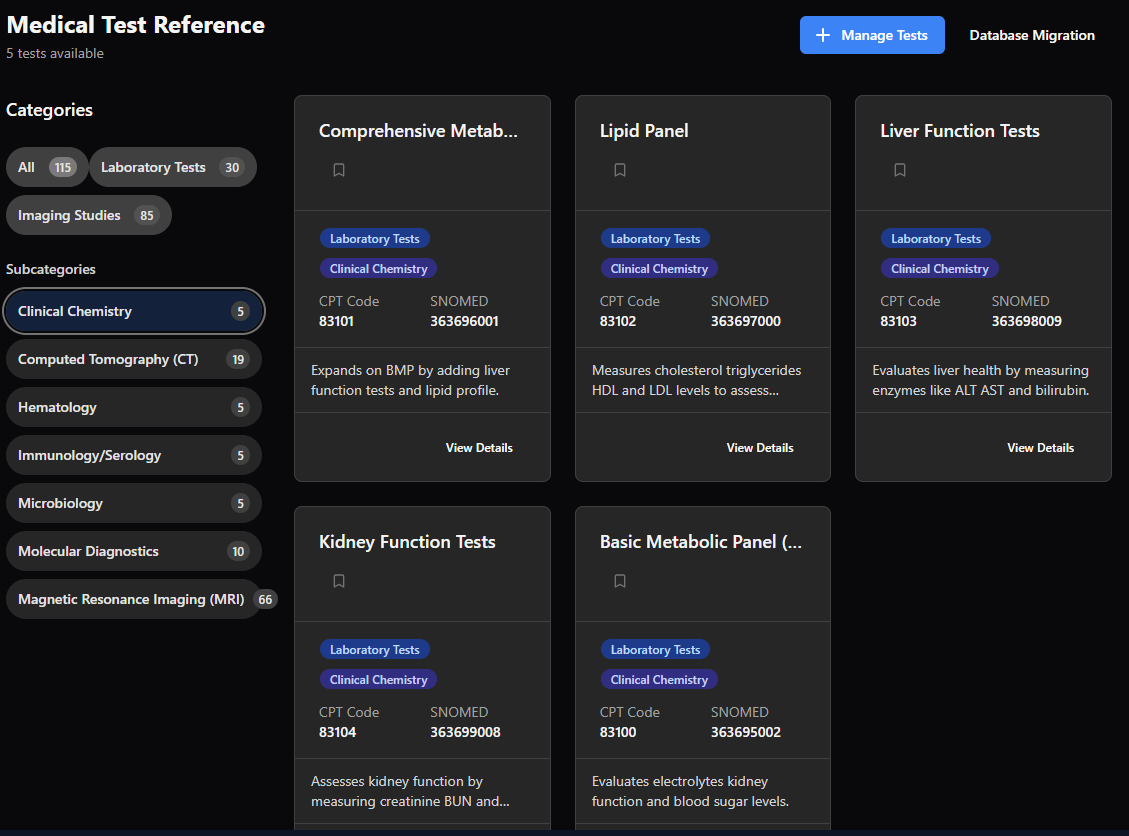 Medical Test Reference
5 tests available
Manage Tests
Database Migration
Categories
All 115
Laboratory Tests 30
Imaging Studies 85
Subcategories
Clinical Chemistry 5
Computed Tomography (CT) 19
Hematology 5
Immunology/Serology 5
Microbiology 5
Molecular Diagnostics 10
Magnetic Resonance Imaging (MRI) 66
Comprehensive Metab...
Laboratory Tests
Clinical Chemistry
CPT Code SNOMED
83101 363696001
Expands on BMP by adding liver
function tests and lipid profile.
View Details
Lipid Panel
Laboratory Tests
Clinical Chemistry
CPT Code SNOMED
83102 363697000
Measures cholesterol triglycerides
HDL and LDL levels to assess...
View Details
Liver Function Tests
Laboratory Tests
Clinical Chemistry
CPT Code SNOMED
83103 363698009
Evaluates liver health by measuring
enzymes like ALT AST and bilirubin.
View Details
Kidney Function Tests
Laboratory Tests
Clinical Chemistry
CPT Code SNOMED
83104 363699008
Assesses kidney function by
measuring creatinine BUN and...
Basic Metabolic Panel (...
Laboratory Tests
Clinical Chemistry
CPT Code SNOMED
83100 363695002
Evaluates electrolytes kidney
function and blood sugar levels.